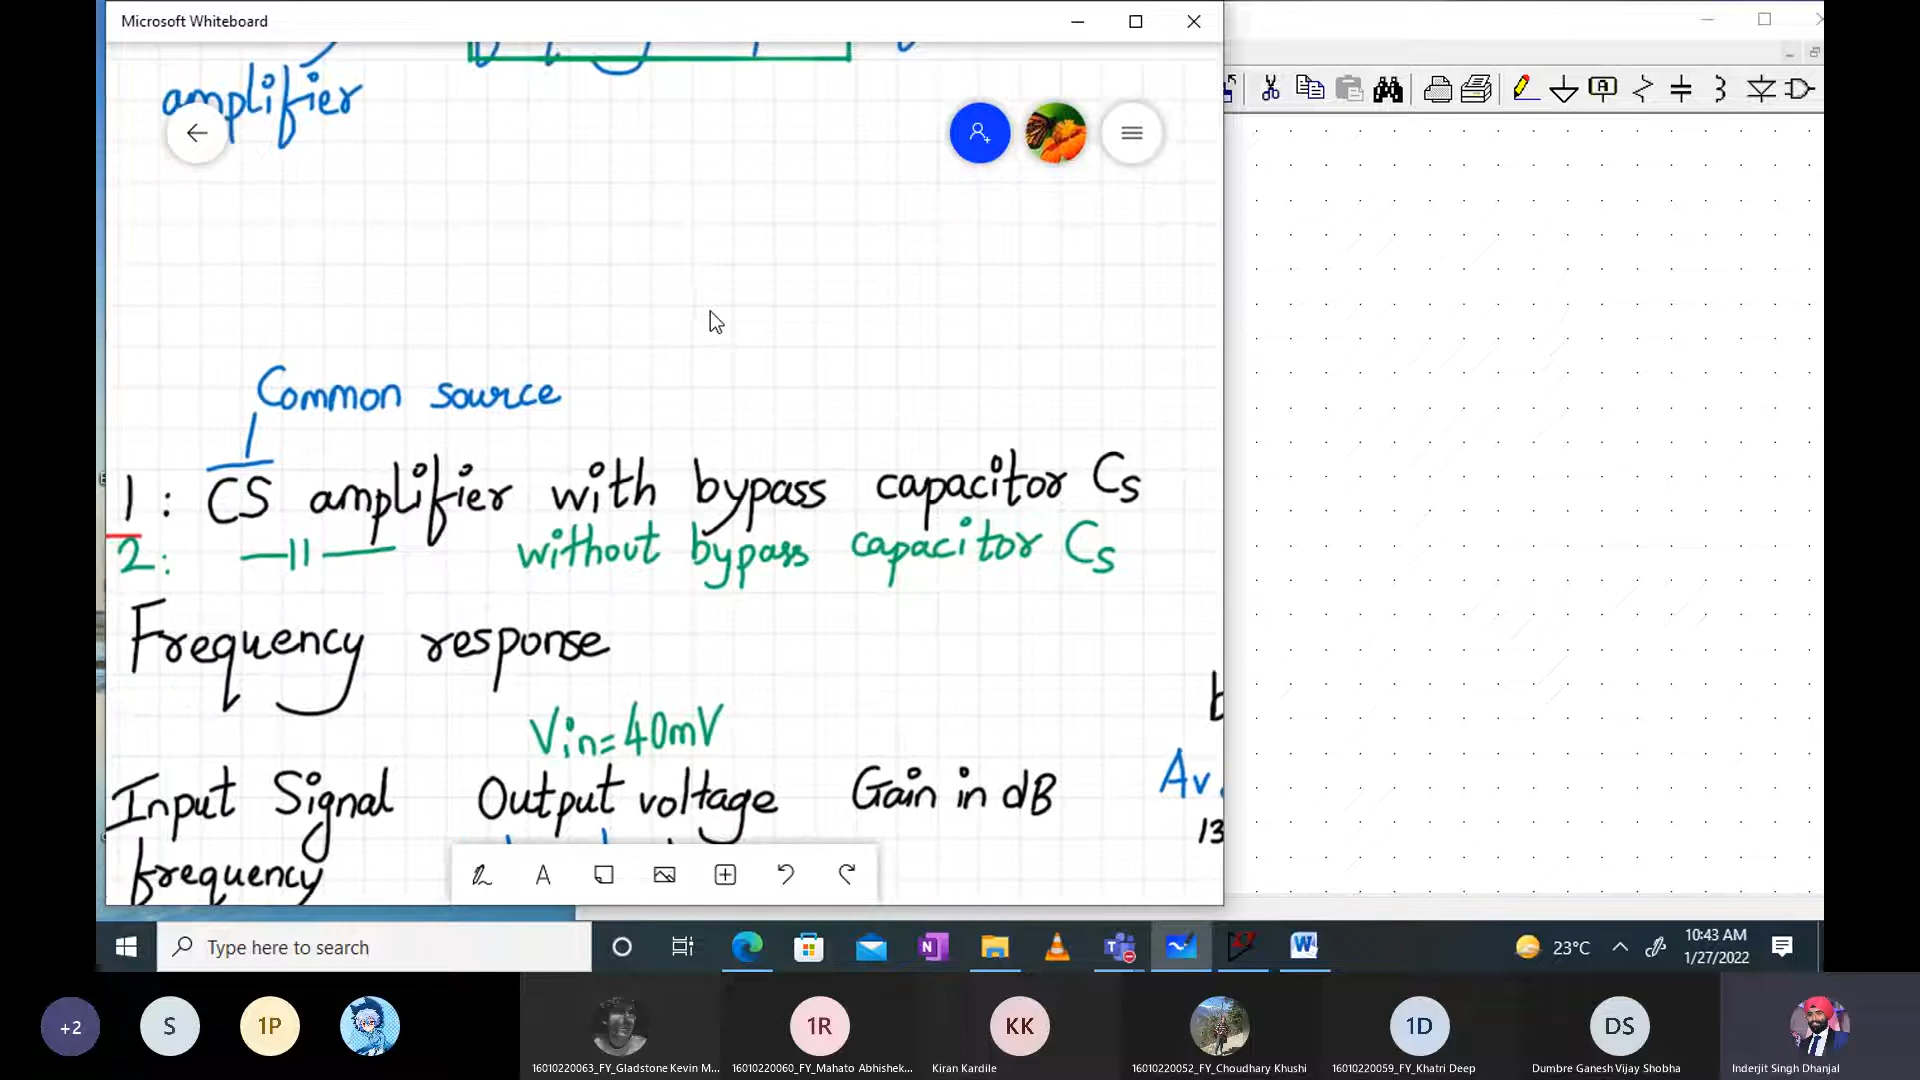 Microsoft Whiteboard
amplifier
Common source
1: CS amplifier with bypass capacitor Cs
2: —11— without bypass capacitor Cs
Frequency response
Vin=40mV
Input Signal Output voltage Gain in dB Av
frequency 13
Type here to search
23°C
10:43 AM
1/27/2022
+2
S
1P
1R
KK
1D
DS
16010220063_FY_Gladstone Kevin M...
16010220060_FY_Mahato Abhishek...
Kiran Kardile
16010220052_FY_Choudhary Khushi
16010220059_FY_Khatri Deep
Dumbre Ganesh Vijay Shobha
Inderjit Singh Dhanjal